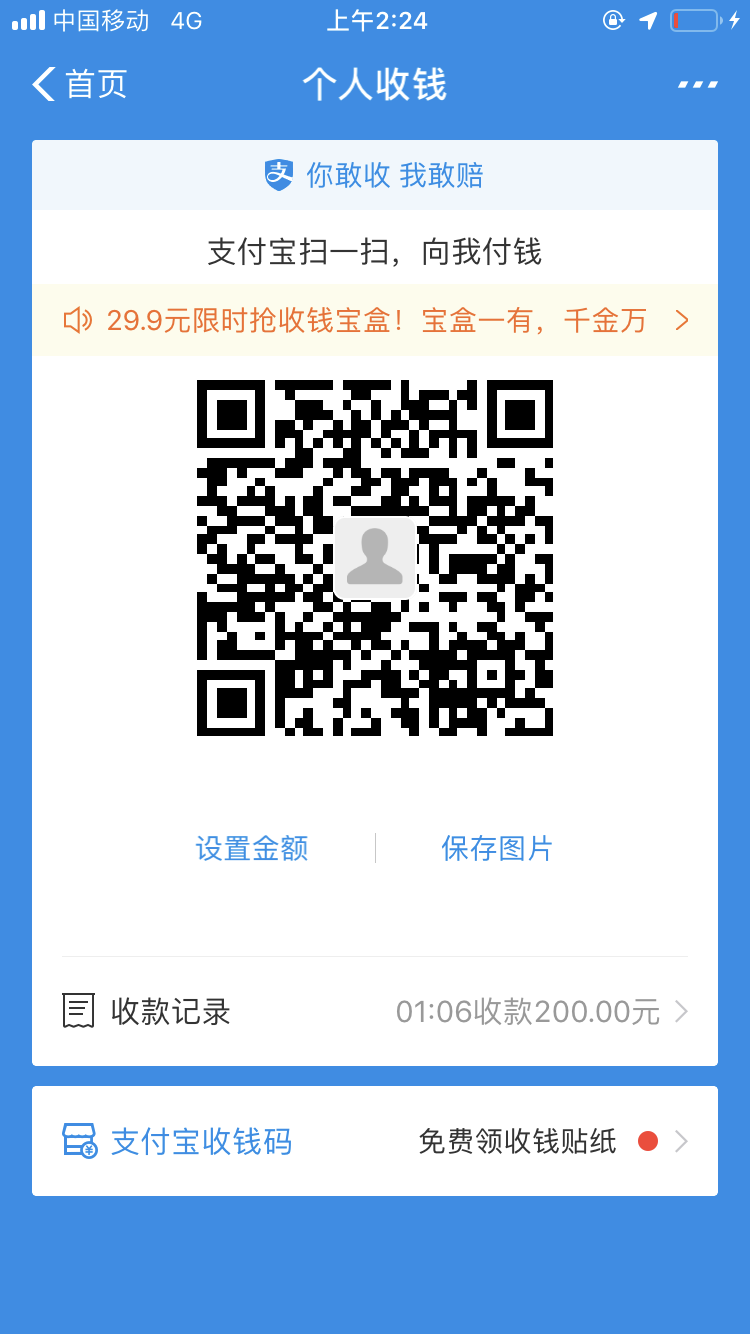 中国移动 4G 上午2:24
首页 个人收钱
支 你敢收 我敢赔
支付宝扫一扫，向我付钱
29.9元限时抢收钱宝盒！宝盒一有，千金万
设置金额 保存图片
收款记录 01:06收款200.00元
支付宝收钱码 免费领收钱贴纸